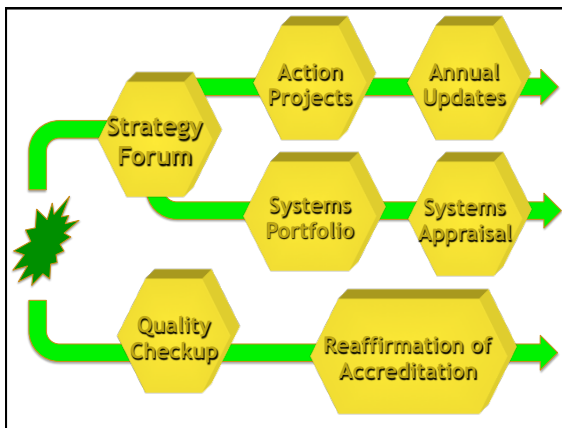 Action
Projects
Annual
Updates
Strategy
Forum
Systems
Portfolio
Systems
Appraisal
Quality
Checkup
Reaffirmation of
Accreditation